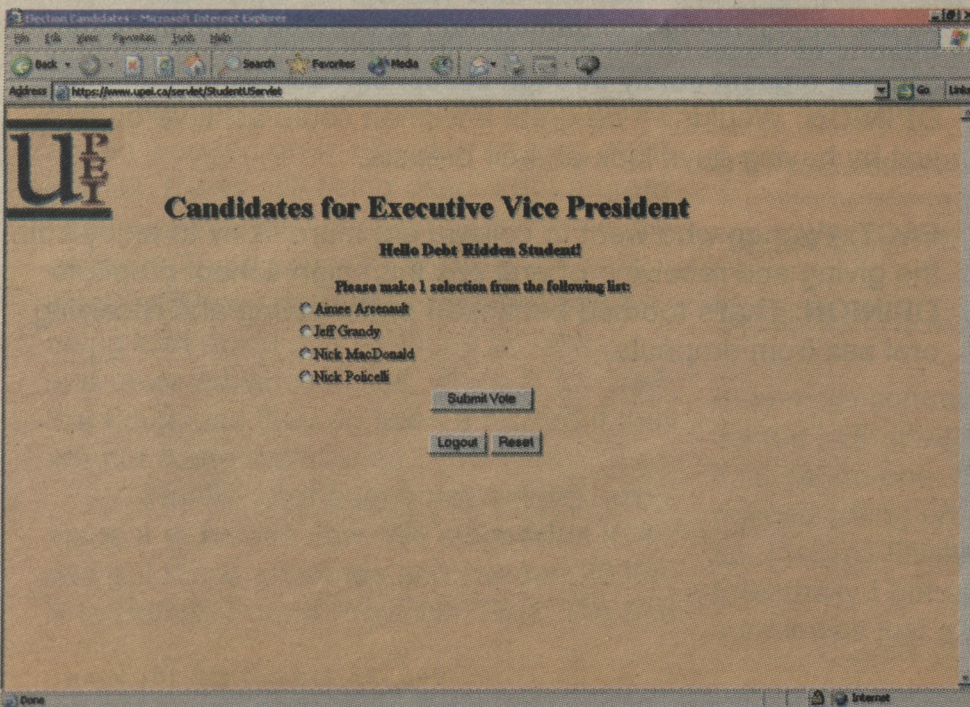 Election Candidates - Microsoft Internet Explorer
File Edit View Favorites Tools Help
Back Search Favorites Media
Address https://www.upei.ca/servlet/StudentUServlet Go Links
UPEI
Candidates for Executive Vice President
Hello Debt Ridden Student!
Please make 1 selection from the following list:
Aimee Arsenault
Jeff Grandy
Nick MacDonald
Nick Policelli
Submit Vote
Logout Reset
Done Internet